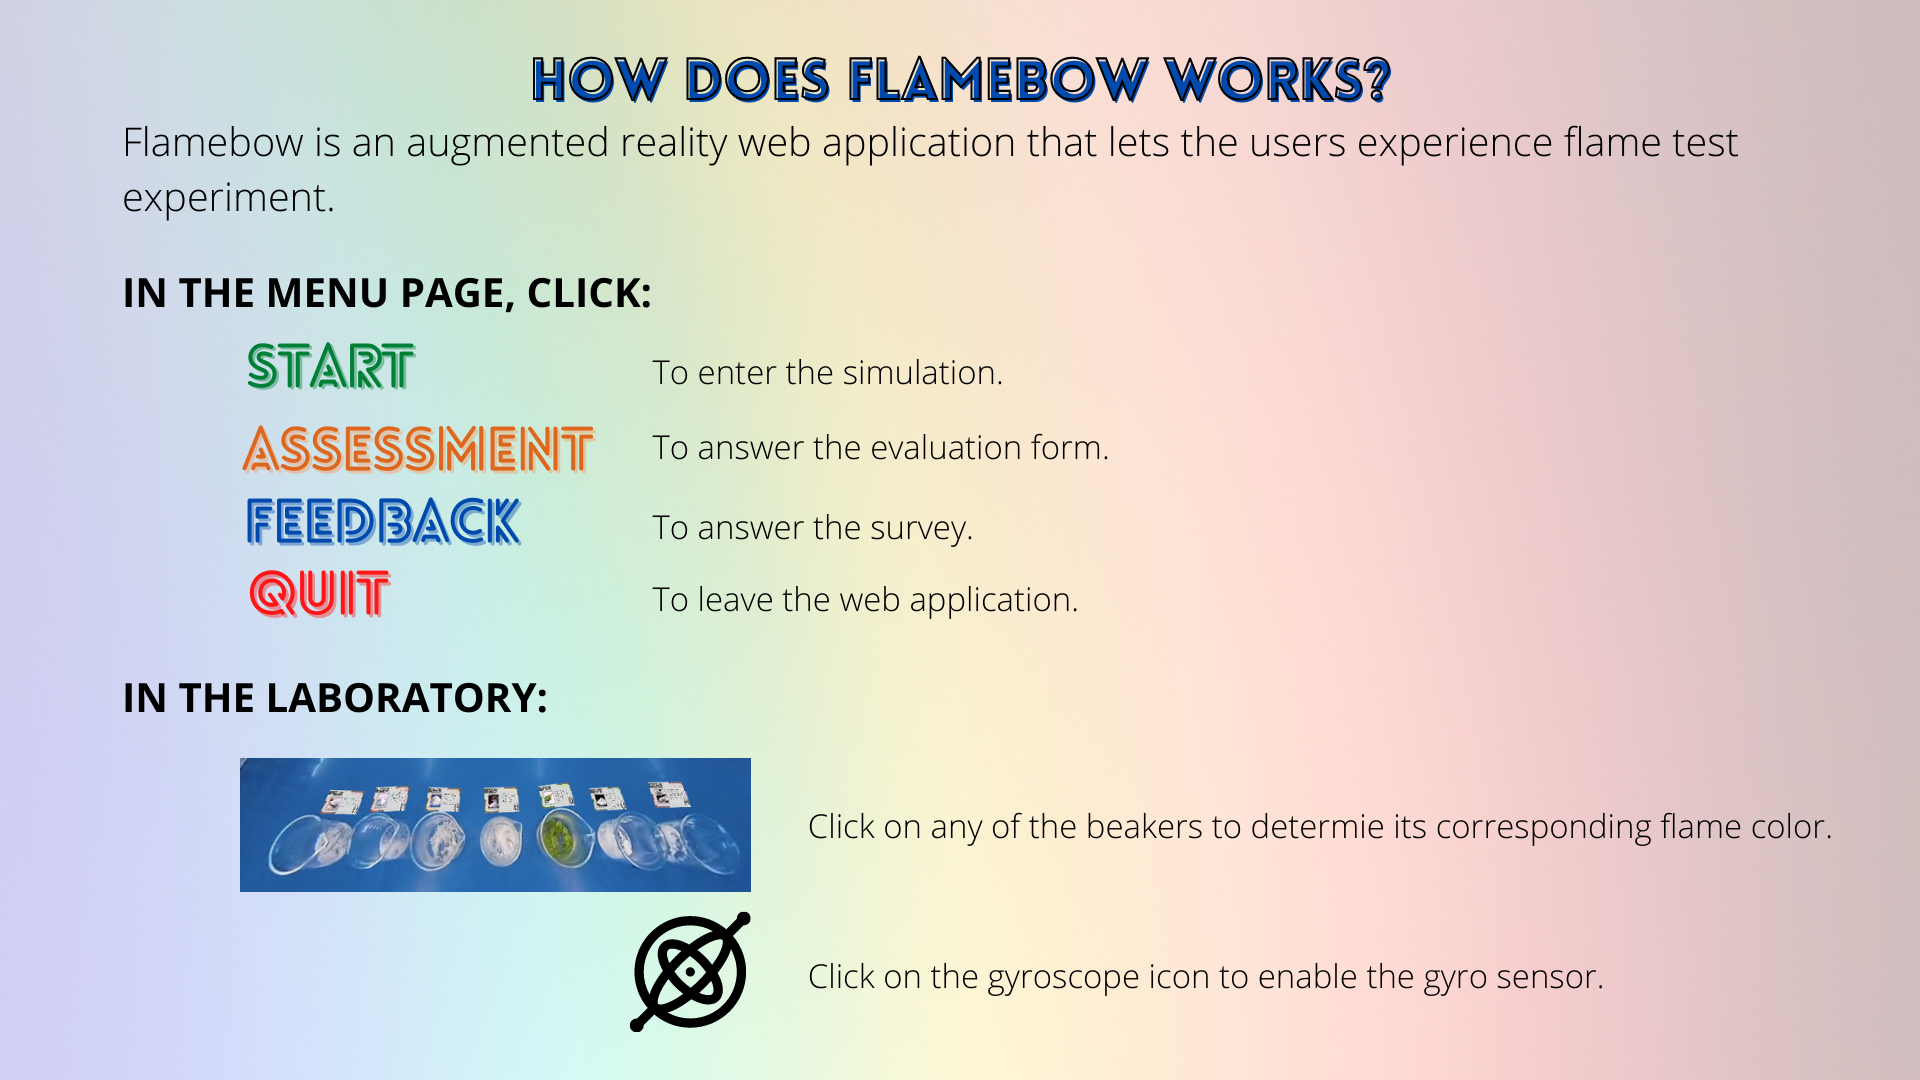 HOW DOES FLAMEBOW WORKS?
Flamebow is an augmented reality web application that lets the users experience flame test
experiment.
IN THE MENU PAGE, CLICK:
START
To enter the simulation.
ASSESSMENT
To answer the evaluation form.
FEEDBACK
To answer the survey.
QUIT
To leave the web application.
IN THE LABORATORY:
Click on any of the beakers to determie its corresponding flame color.
Click on the gyroscope icon to enable the gyro sensor.